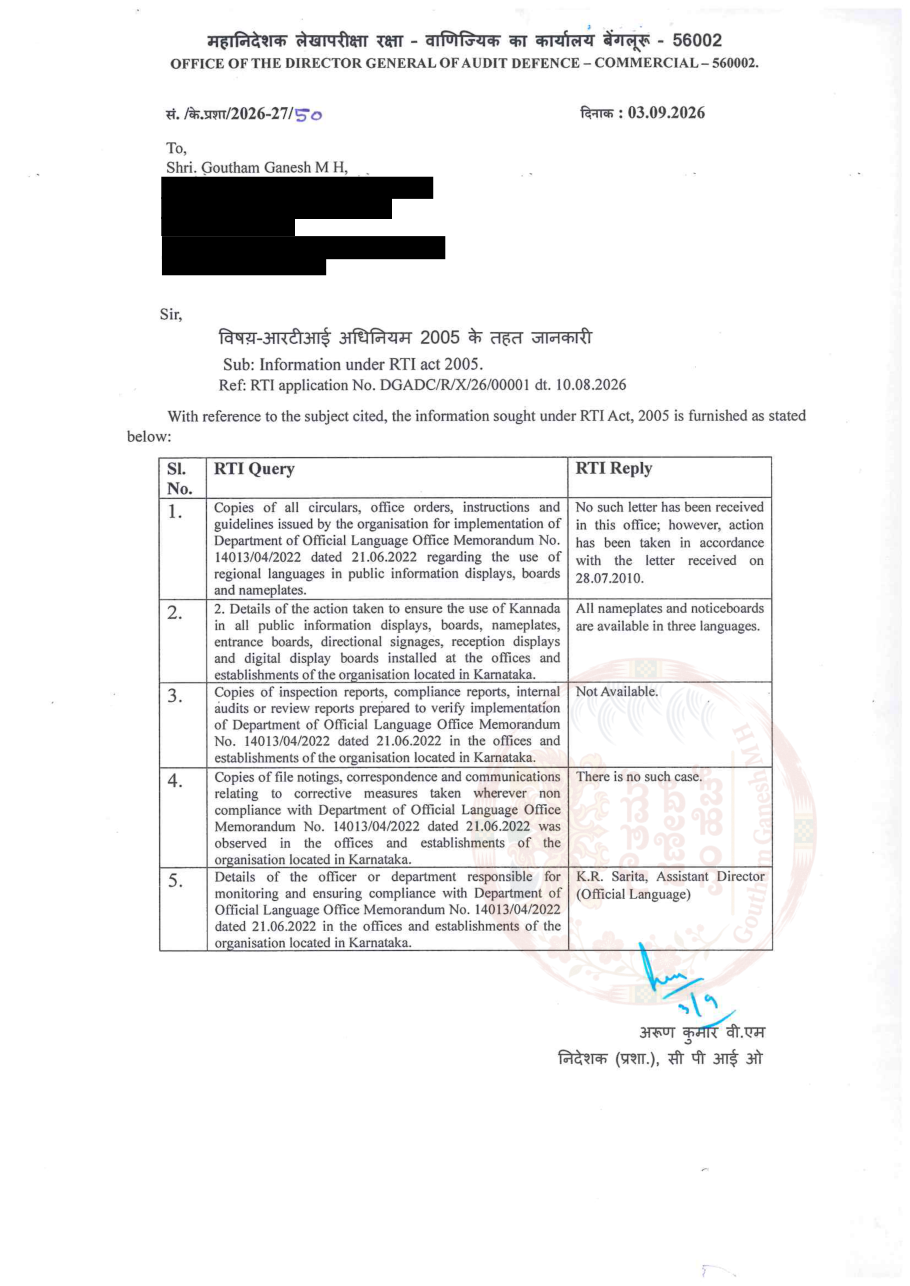 महानिदेशक लेखापरीक्षा रक्षा - वाणिज्यिक का कार्यालय बेंगलूरू - 56002
OFFICE OF THE DIRECTOR GENERAL OF AUDIT DEFENCE – COMMERCIAL – 560002.
सं. /के.प्रशा/2026-27/50
दिनाक : 03.09.2026
To,
Shri. Goutham Ganesh M H,
Sir,
विषय-आरटीआई अधिनियम 2005 के तहत जानकारी
Sub: Information under RTI act 2005.
Ref: RTI application No. DGADC/R/X/26/00001 dt. 10.08.2026
With reference to the subject cited, the information sought under RTI Act, 2005 is furnished as stated
below:
Sl.
No.
RTI Query
RTI Reply
1.
Copies of all circulars, office orders, instructions and
guidelines issued by the organisation for implementation of
Department of Official Language Office Memorandum No.
14013/04/2022 dated 21.06.2022 regarding the use of
regional languages in public information displays, boards
and nameplates.
No such letter has been received
in this office; however, action
has been taken in accordance
with the letter received on
28.07.2010.
2.
2. Details of the action taken to ensure the use of Kannada
in all public information displays, boards, nameplates,
entrance boards, directional signages, reception displays
and digital display boards installed at the offices and
establishments of the organisation located in Karnataka.
All nameplates and noticeboards
are available in three languages.
3.
Copies of inspection reports, compliance reports, internal
audits or review reports prepared to verify implementation
of Department of Official Language Office Memorandum
No. 14013/04/2022 dated 21.06.2022 in the offices and
establishments of the organisation located in Karnataka.
Not Available.
4.
Copies of file notings, correspondence and communications
relating to corrective measures taken wherever non
compliance with Department of Official Language Office
Memorandum No. 14013/04/2022 dated 21.06.2022 was
observed in the offices and establishments of the
organisation located in Karnataka.
There is no such case.
5.
Details of the officer or department responsible for
monitoring and ensuring compliance with Department of
Official Language Office Memorandum No. 14013/04/2022
dated 21.06.2022 in the offices and establishments of the
organisation located in Karnataka.
K.R. Sarita, Assistant Director
(Official Language)
3/9
अरूण कुमार वी.एम
निदेशक (प्रशा.), सी पी आई ओ
ಗೌತಮ
ಗಣೇಶ್
ಎಂ ಹೆಚ್
Goutham Ganesh M H